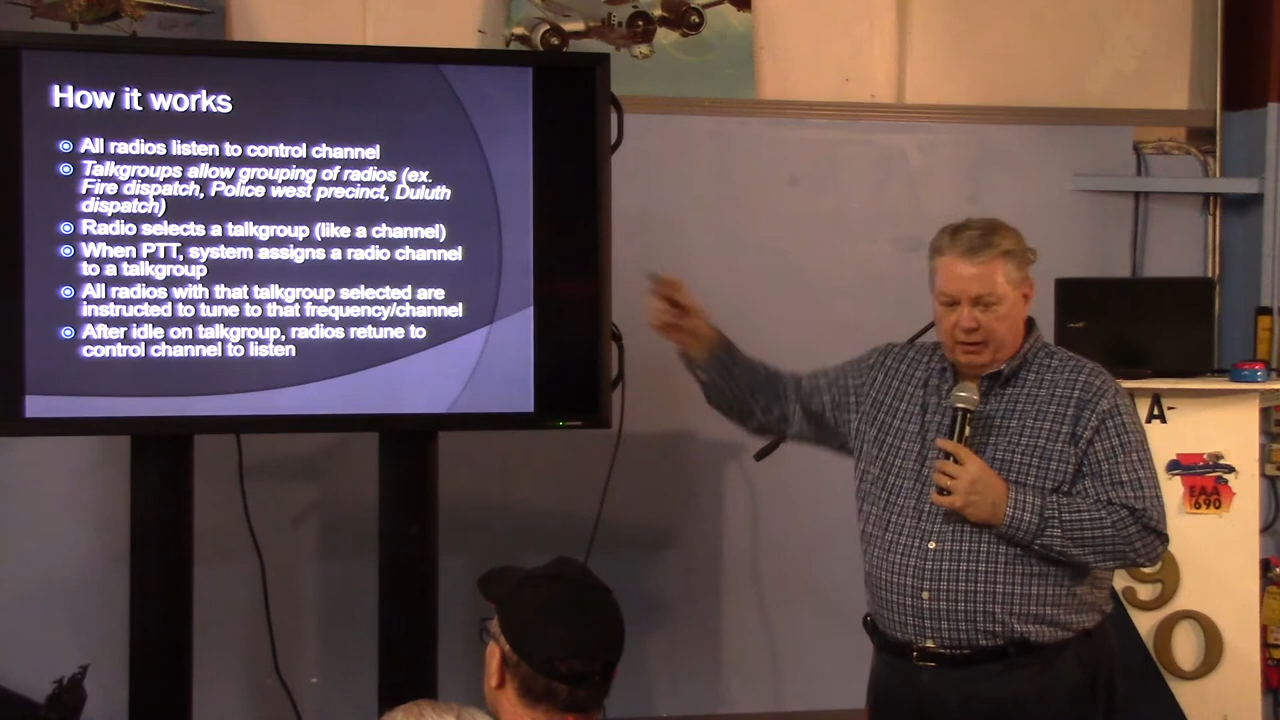 How it works
All radios listen to control channel
Talkgroups allow grouping of radios (ex.
Fire dispatch, Police west precinct, Duluth
dispatch)
Radio selects a talkgroup (like a channel)
When PTT, system assigns a radio channel
to a talkgroup
All radios with that talkgroup selected are
instructed to tune to that frequency/channel
After idle on talkgroup, radios retune to
control channel to listen
A
EAA
690
90